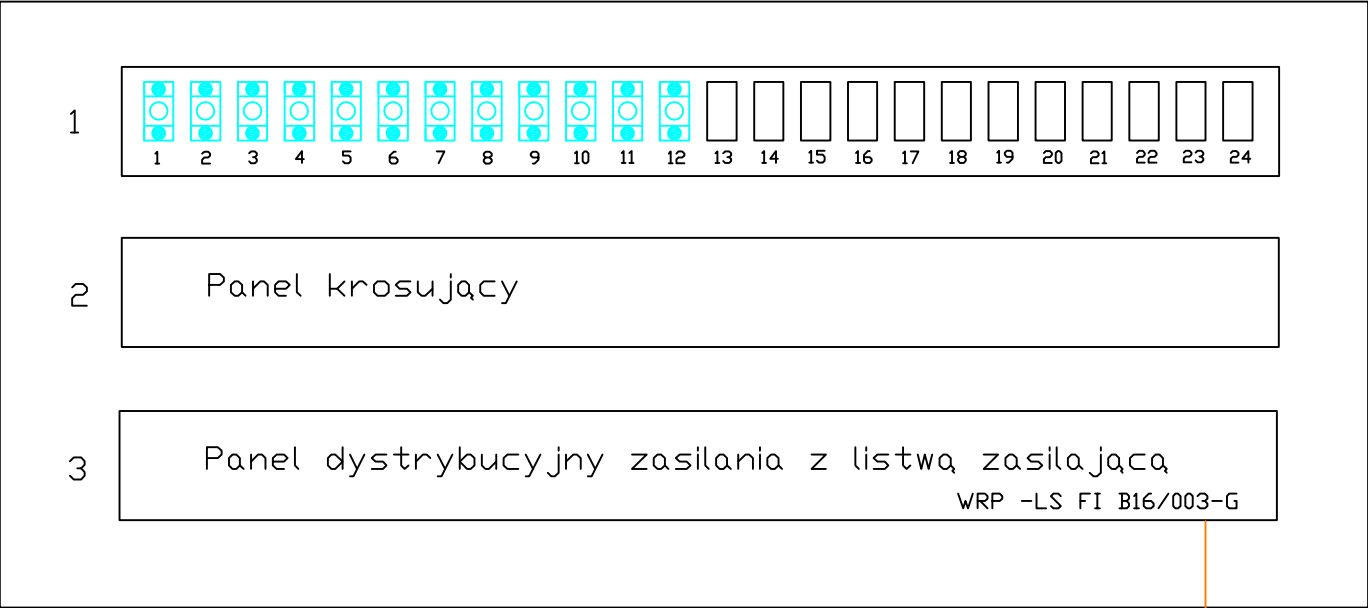 1
1 2 3 4 5 6 7 8 9 10 11 12 13 14 15 16 17 18 19 20 21 22 23 24
2
Panel krosujący
3
Panel dystrybucyjny zasilania z listwą zasilającą
WRP -LS FI B16/003-G